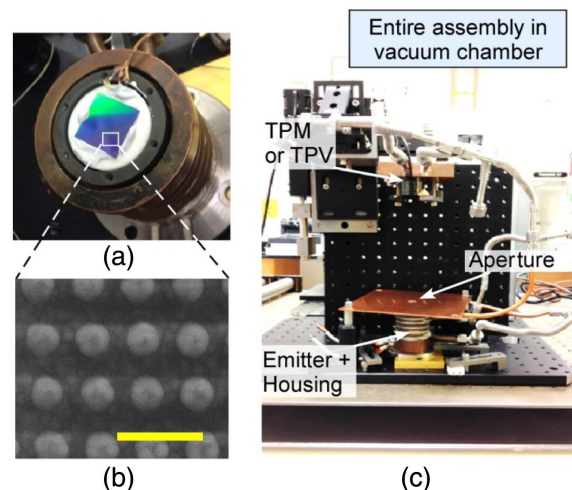 Entire assembly in
vacuum chamber
TPM
or TPV
Aperture
Emitter +
Housing
(a)
(b)
(c)